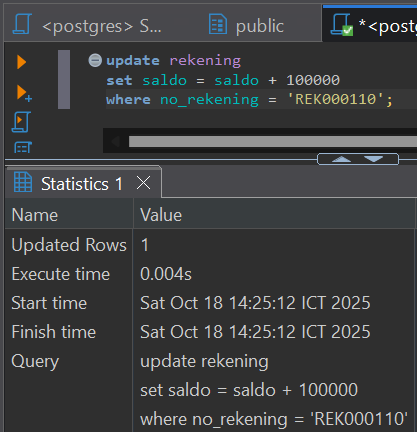 <postgres> S...
public
*<postg
update rekening
set saldo = saldo + 100000
where no_rekening = 'REK000110';
Statistics 1
Name Value
Updated Rows 1
Execute time 0.004s
Start time Sat Oct 18 14:25:12 ICT 2025
Finish time Sat Oct 18 14:25:12 ICT 2025
Query update rekening
set saldo = saldo + 100000
where no_rekening = 'REK000110'